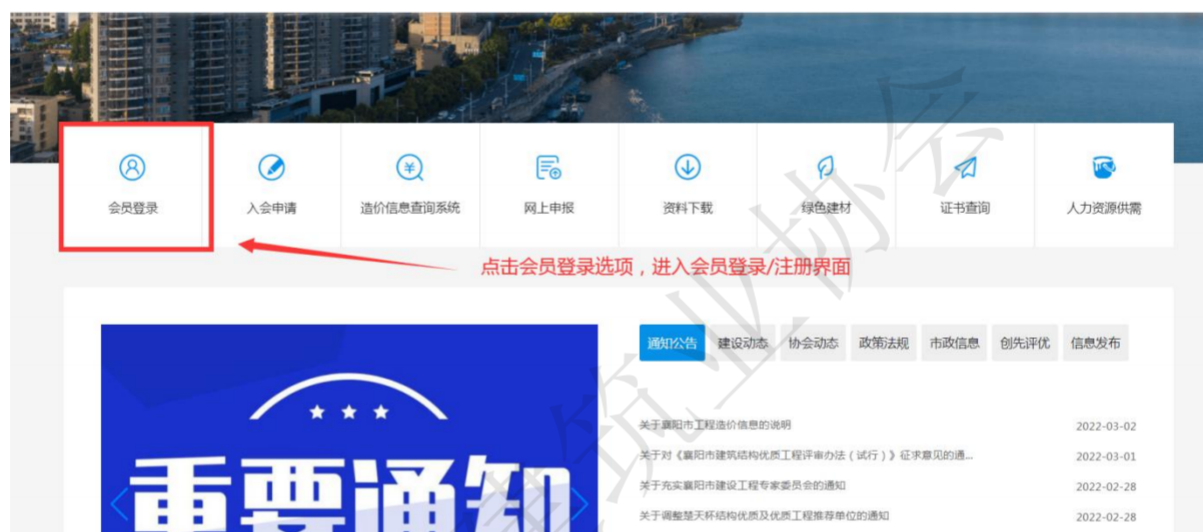 会员登录
入会申请
造价信息查询系统
网上申报
资料下载
绿色建材
证书查询
人力资源供需
点击会员登录选项，进入会员登录/注册界面
通知公告 建设动态 协会动态 政策法规 市政信息 创先评优 信息发布
关于襄阳市工程造价信息的说明 2022-03-02
关于对《襄阳市建筑结构优质工程评审办法（试行）》征求意见的通... 2022-03-01
关于充实襄阳市建设工程专家委员会的通知 2022-02-28
关于调整楚天杯结构优质及优质工程推荐单位的通知 2022-02-28
重要通知
建筑业协会